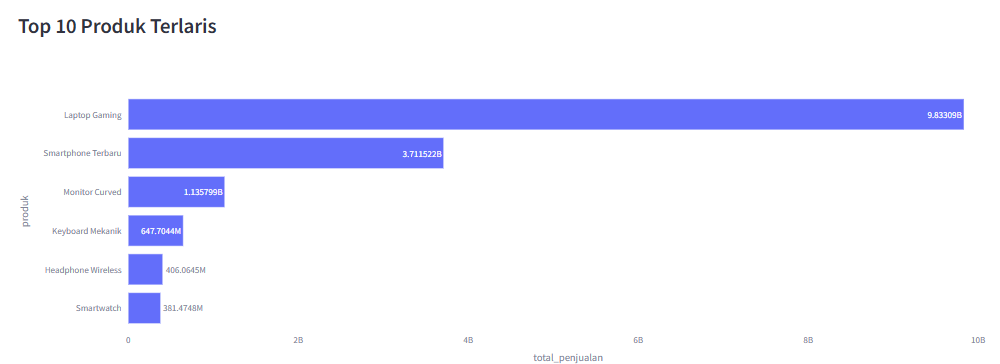 Top 10 Produk Terlaris
Laptop Gaming
9.83309B
Smartphone Terbaru
3.711522B
Monitor Curved
1.135799B
produk
Keyboard Mekanik
647.7044M
Headphone Wireless
406.0645M
Smartwatch
381.4748M
0 2B 4B 6B 8B 10B
total_penjualan